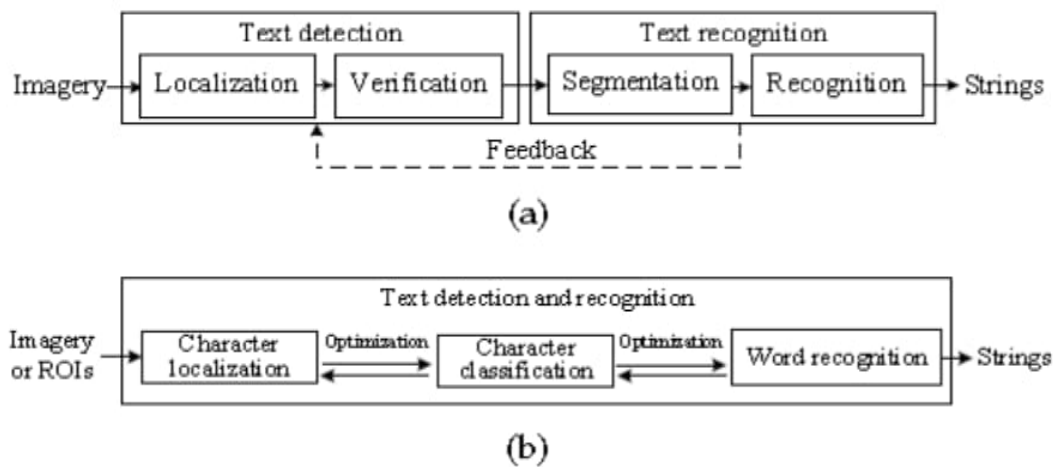 Text detection
Text recognition
Imagery
Localization
Verification
Segmentation
Recognition
Strings
Feedback
(a)
Text detection and recognition
Imagery
or ROIs
Character
localization
Optimization
Character
classification
Optimization
Word recognition
Strings
(b)